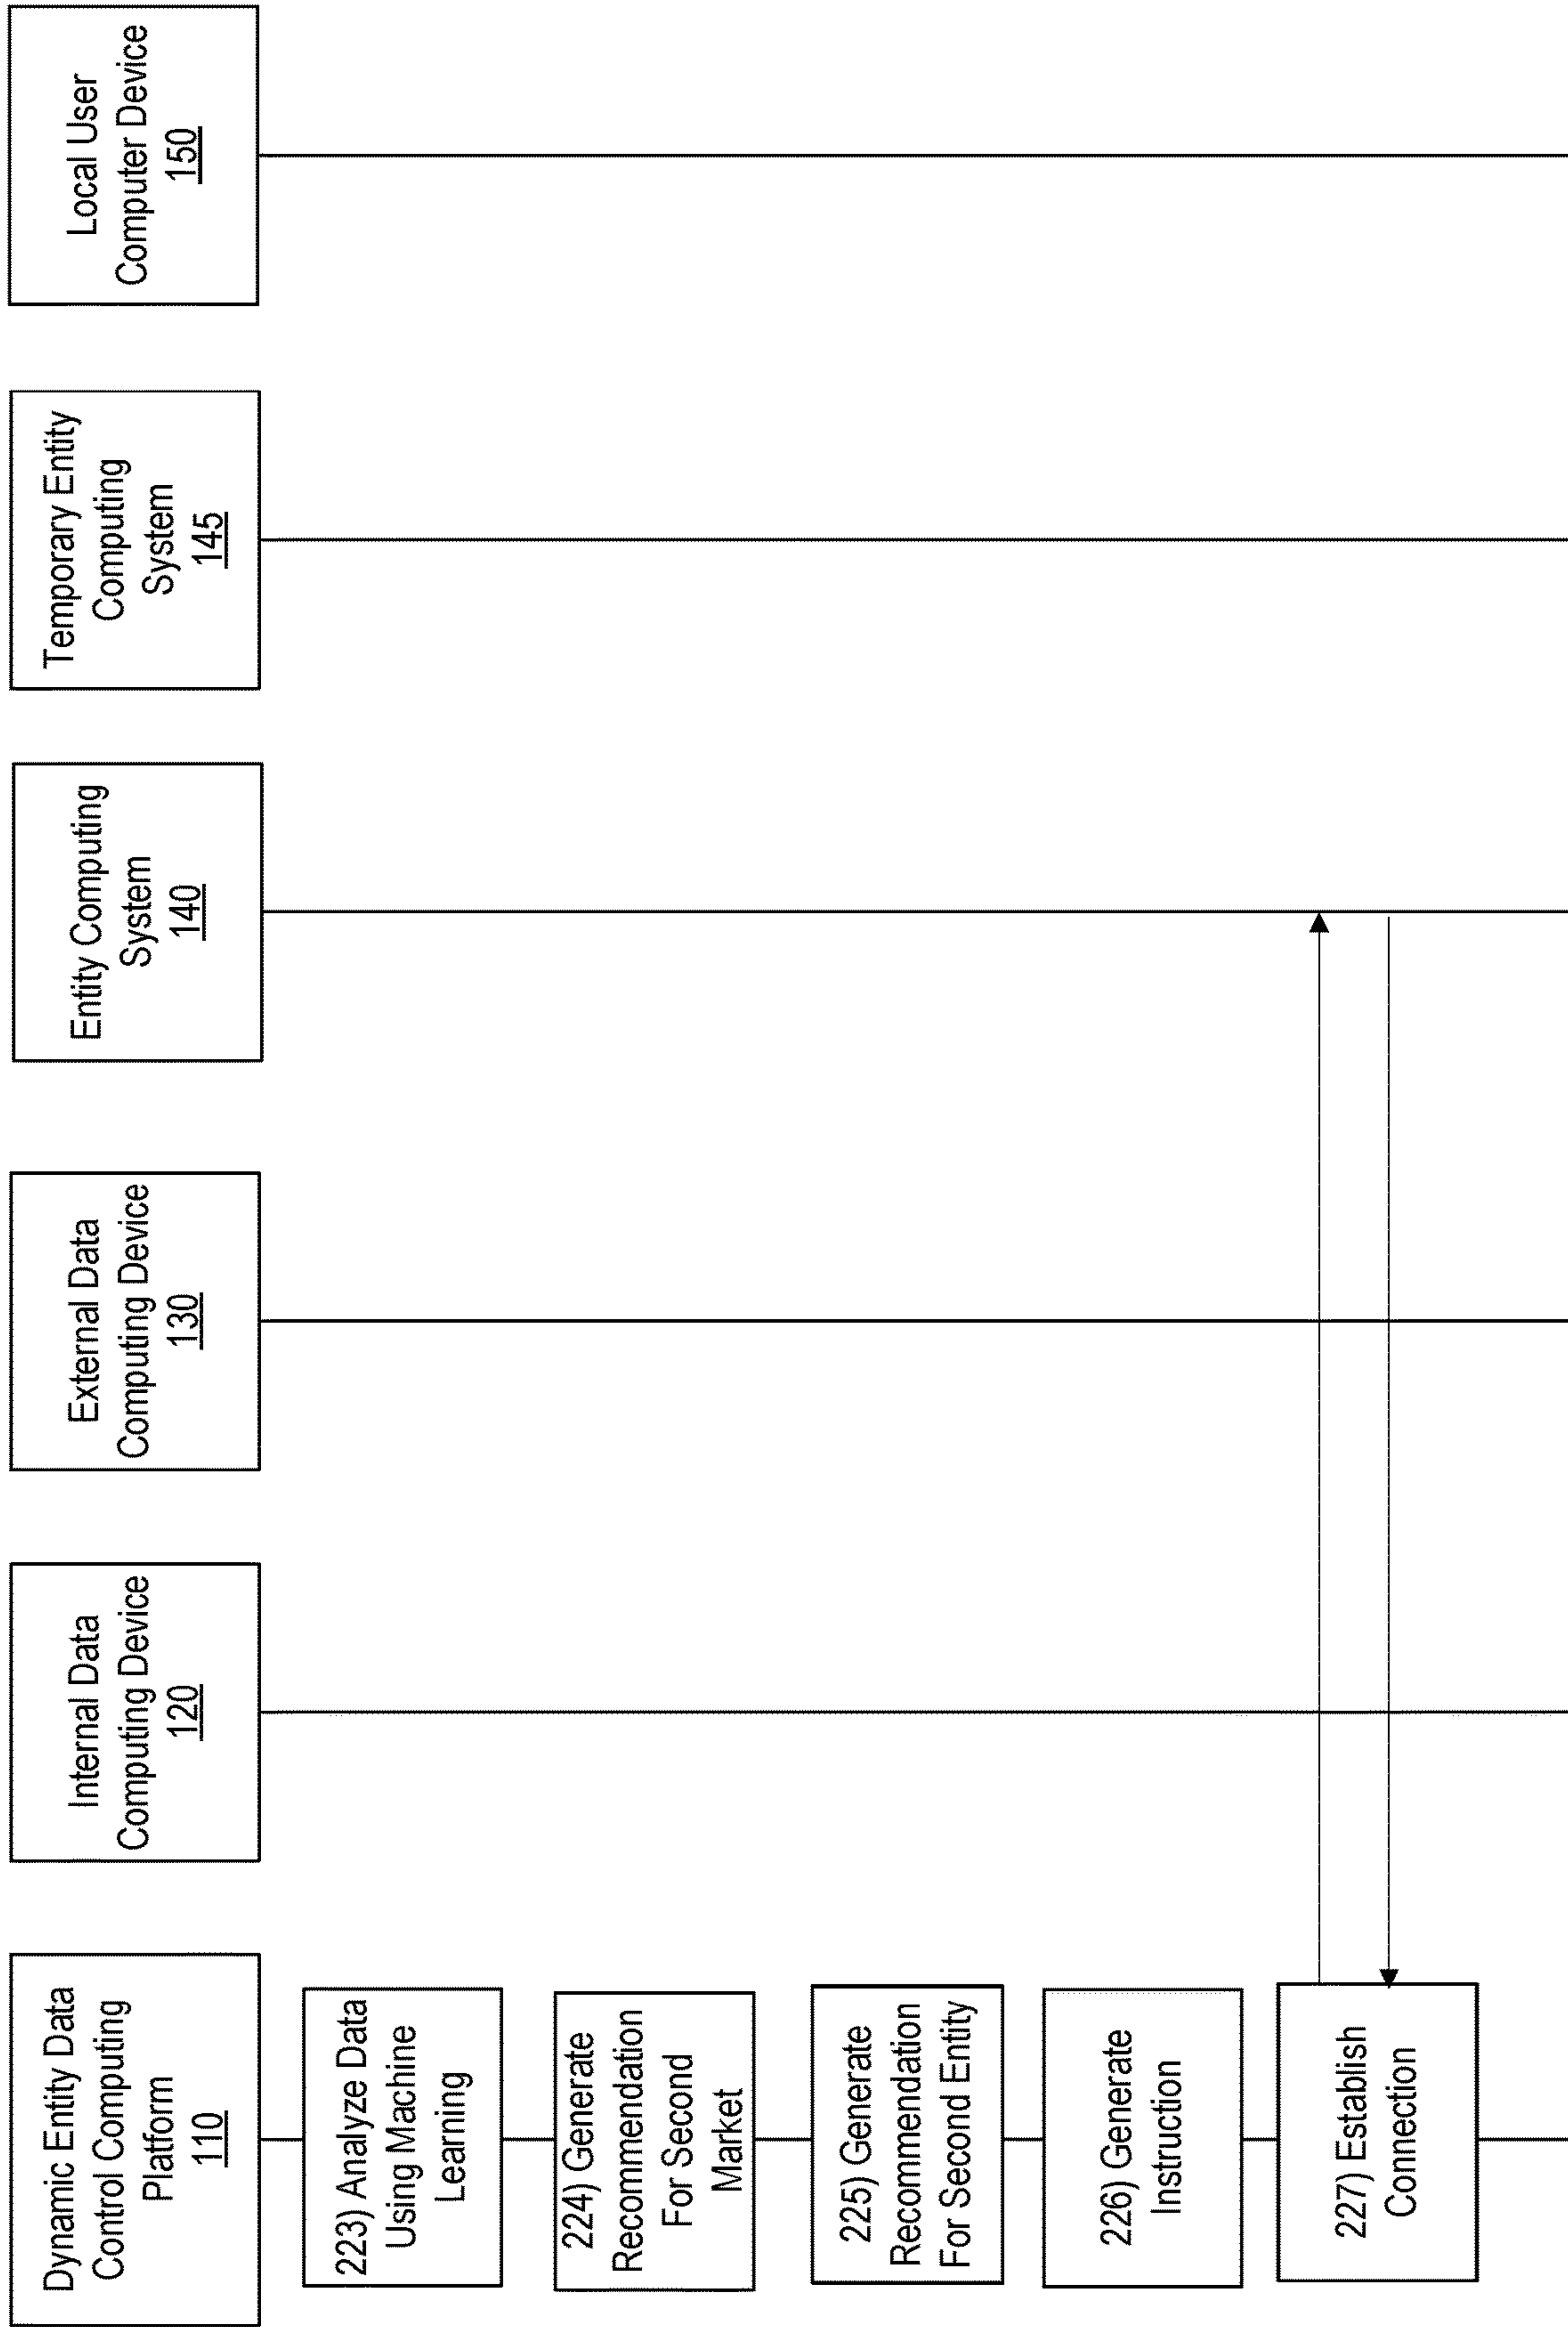 Dynamic Entity Data
Control Computing
Platform
110
Internal Data
Computing Device
120
External Data
Computing Device
130
Entity Computing
System
140
Temporary Entity
Computing
System
145
Local User
Computer Device
150
223) Analyze Data
Using Machine
Learning
224) Generate
Recommendation
For Second
Market
225) Generate
Recommendation
For Second Entity
226) Generate
Instruction
227) Establish
Connection